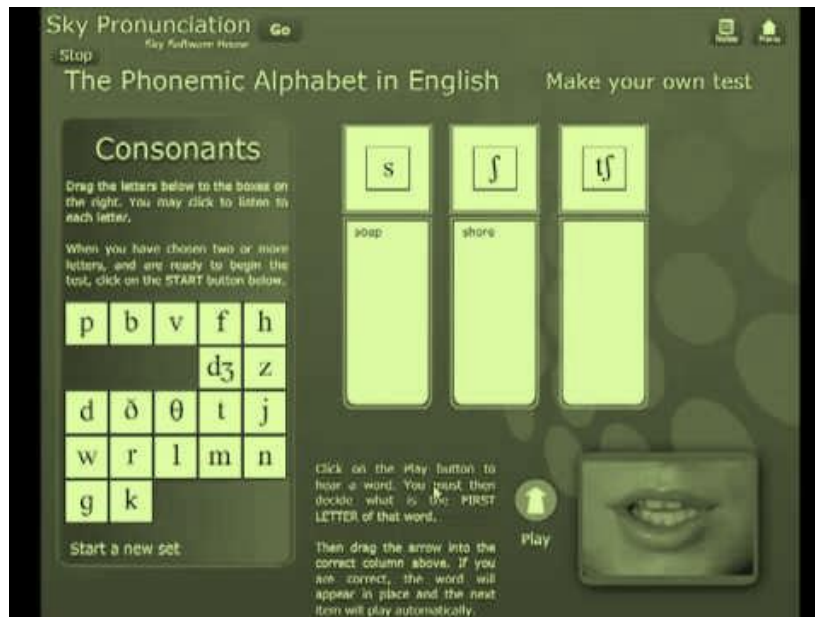 Sky Pronunciation
Go
Sky Software House
Stop
The Phonemic Alphabet in English
Make your own test
Consonants
Drag the letters below to the boxes on
the right. You may click to listen to
each letter.
When you have chosen two or more
letters, and are ready to begin the
test, click on the START button below.
p b v f h
dʒ z
d ð θ t j
w r l m n
g k
Start a new set
s ʃ tʃ
soap
shore
Click on the Play button to
hear a word. You must then
decide what is the FIRST
LETTER of that word.
Then drag the arrow into the
correct column above. If you
are correct, the word will
appear in place and the next
item will play automatically.
Play